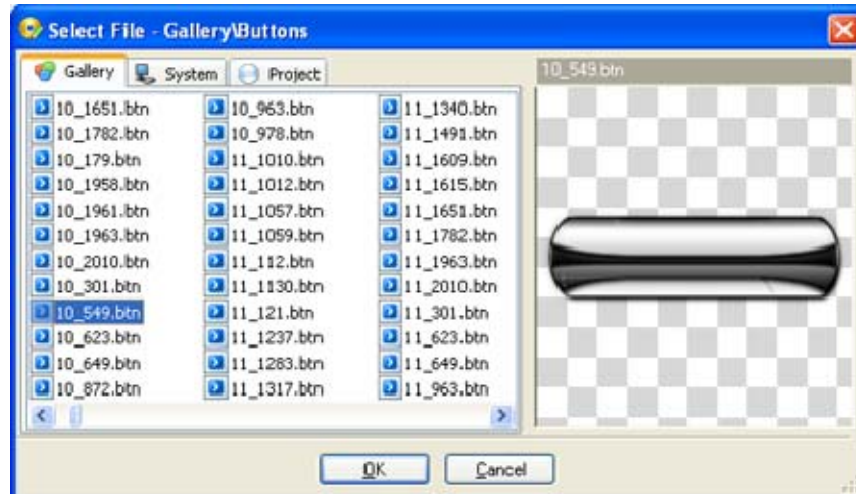 Select File - Gallery\Buttons
Gallery System iProject
10_549.btn
10_1651.btn 10_963.btn 11_1340.btn
10_1782.btn 10_978.btn 11_1491.btn
10_179.btn 11_1010.btn 11_1609.btn
10_1958.btn 11_1012.btn 11_1615.btn
10_1961.btn 11_1057.btn 11_1651.btn
10_1963.btn 11_1059.btn 11_1782.btn
10_2010.btn 11_112.btn 11_1963.btn
10_301.btn 11_1130.btn 11_2010.btn
10_549.btn 11_121.btn 11_301.btn
10_623.btn 11_1237.btn 11_623.btn
10_649.btn 11_1283.btn 11_649.btn
10_872.btn 11_1317.btn 11_963.btn
OK Cancel